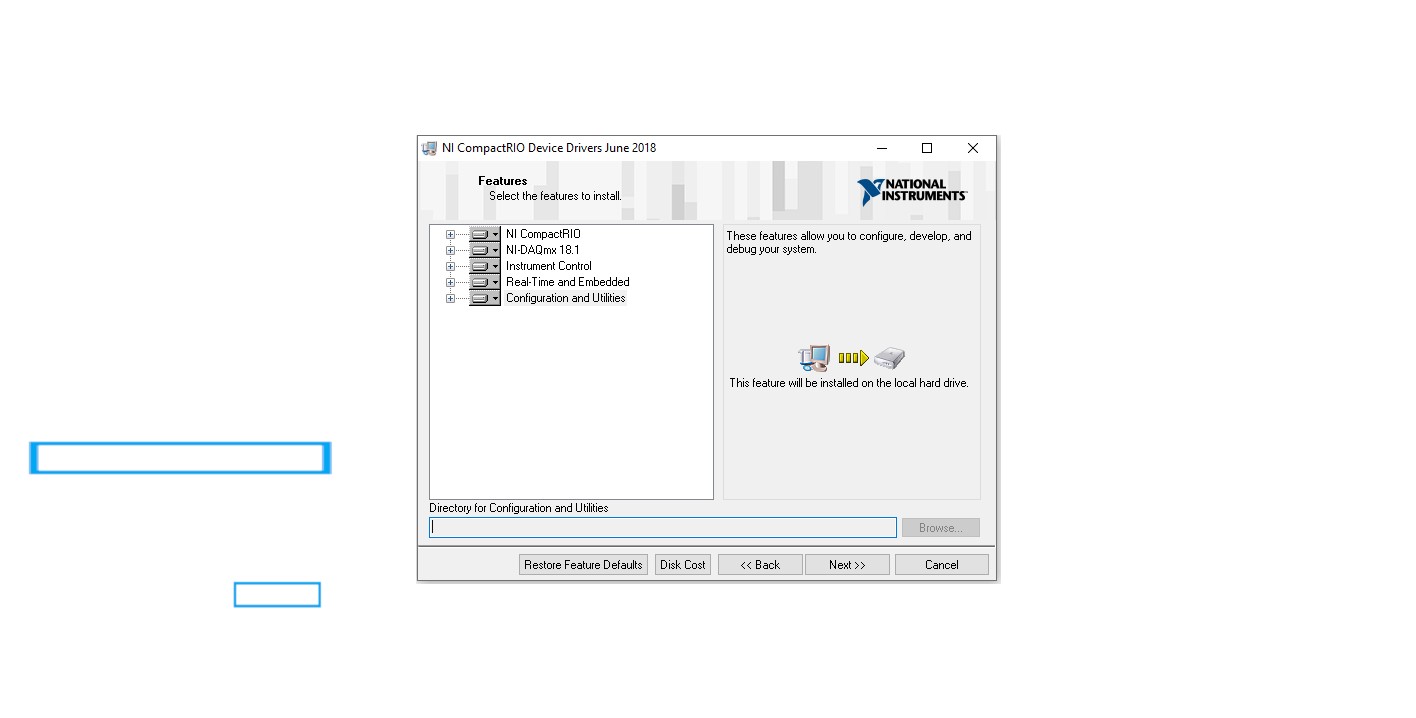 NI CompactRIO Device Drivers June 2018
Features
Select the features to install.
NATIONAL
INSTRUMENTS
NI CompactRIO
NI-DAQmx 18.1
Instrument Control
Real-Time and Embedded
Configuration and Utilities
These features allow you to configure, develop, and
debug your system.
This feature will be installed on the local hard drive.
Directory for Configuration and Utilities
Browse...
Restore Feature Defaults
Disk Cost
<< Back
Next >>
Cancel